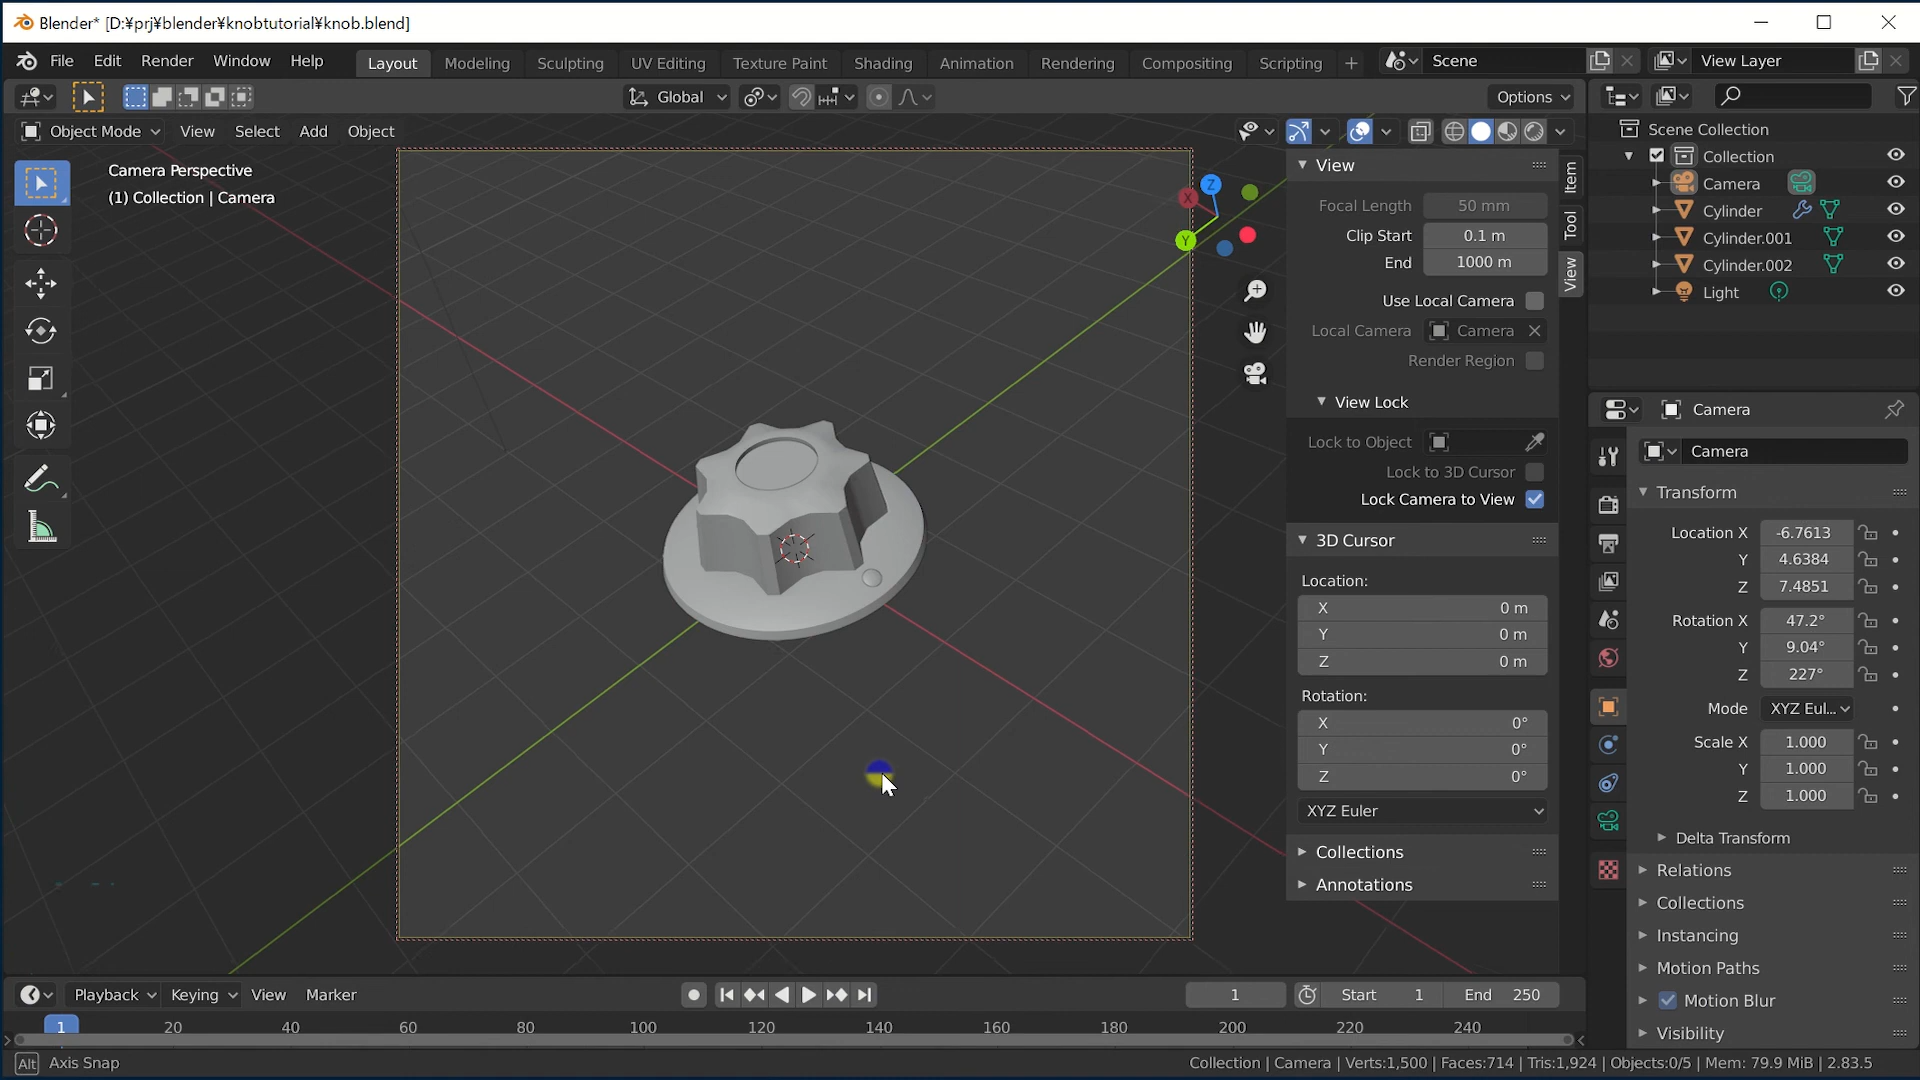 Blender* [D:¥prj¥blender¥knobtutorial¥knob.blend]
File Edit Render Window Help Layout Modeling Sculpting UV Editing Texture Paint Shading Animation Rendering Compositing Scripting + Scene View Layer
Global Options
Object Mode View Select Add Object
Camera Perspective
(1) Collection | Camera
X Y Z
View
Focal Length 50 mm
Clip Start 0.1 m
End 1000 m
Use Local Camera
Local Camera Camera
Render Region
View Lock
Lock to Object
Lock to 3D Cursor
Lock Camera to View
3D Cursor
Location:
X 0 m
Y 0 m
Z 0 m
Rotation:
X 0°
Y 0°
Z 0°
XYZ Euler
Collections
Annotations
Item
Tool
View
Scene Collection
Collection
Camera
Cylinder
Cylinder.001
Cylinder.002
Light
Camera
Camera
Transform
Location X -6.7613
Y 4.6384
Z 7.4851
Rotation X 47.2°
Y 9.04°
Z 227°
Mode XYZ Eul...
Scale X 1.000
Y 1.000
Z 1.000
Delta Transform
Relations
Collections
Instancing
Motion Paths
Motion Blur
Visibility
Playback Keying View Marker 1 Start 1 End 250
1 20 40 60 80 100 120 140 160 180 200 220 240
Alt Axis Snap
Collection | Camera | Verts:1,500 | Faces:714 | Tris:1,924 | Objects:0/5 | Mem: 79.9 MiB | 2.83.5